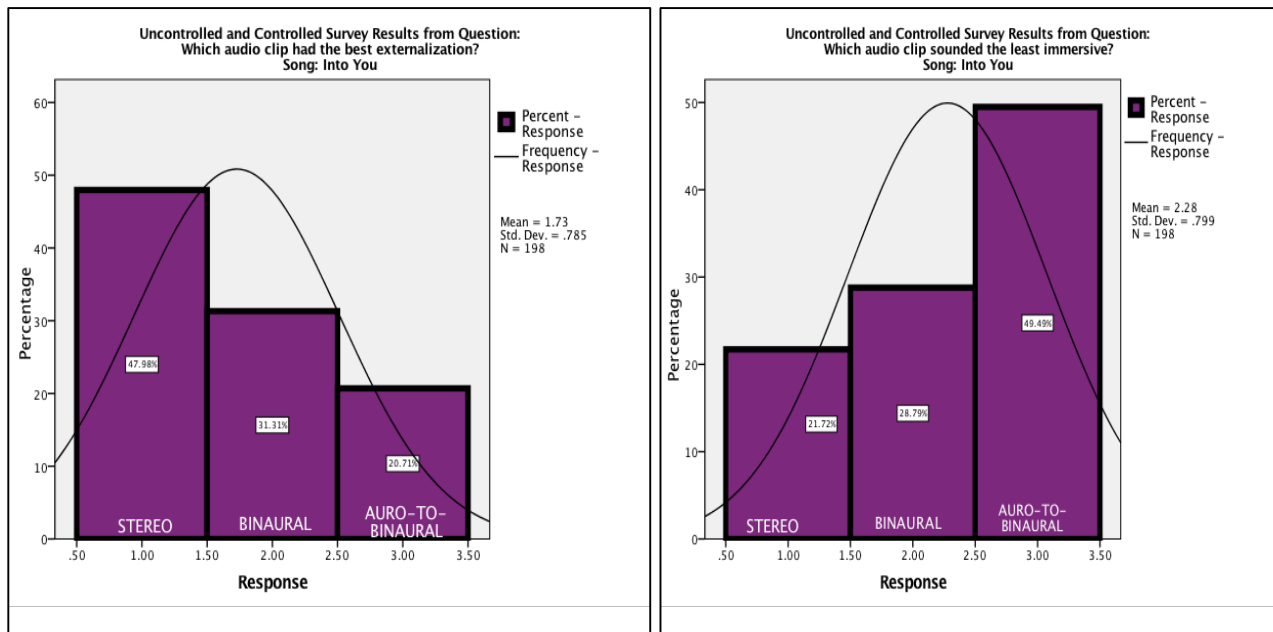 Uncontrolled and Controlled Survey Results from Question:
Which audio clip had the best externalization?
Song: Into You
Percentage
60
50
40
30
20
10
0
47.98%
31.31%
20.71%
STEREO
BINAURAL
AURO-TO-
BINAURAL
.50
1.00
1.50
2.00
2.50
3.00
3.50
Response
Percent -
Response
Frequency -
Response
Mean = 1.73
Std. Dev. = .785
N = 198
Uncontrolled and Controlled Survey Results from Question:
Which audio clip sounded the least immersive?
Song: Into You
Percentage
50
40
30
20
10
0
21.72%
28.79%
49.49%
STEREO
BINAURAL
AURO-TO-
BINAURAL
.50
1.00
1.50
2.00
2.50
3.00
3.50
Response
Percent -
Response
Frequency -
Response
Mean = 2.28
Std. Dev. = .799
N = 198